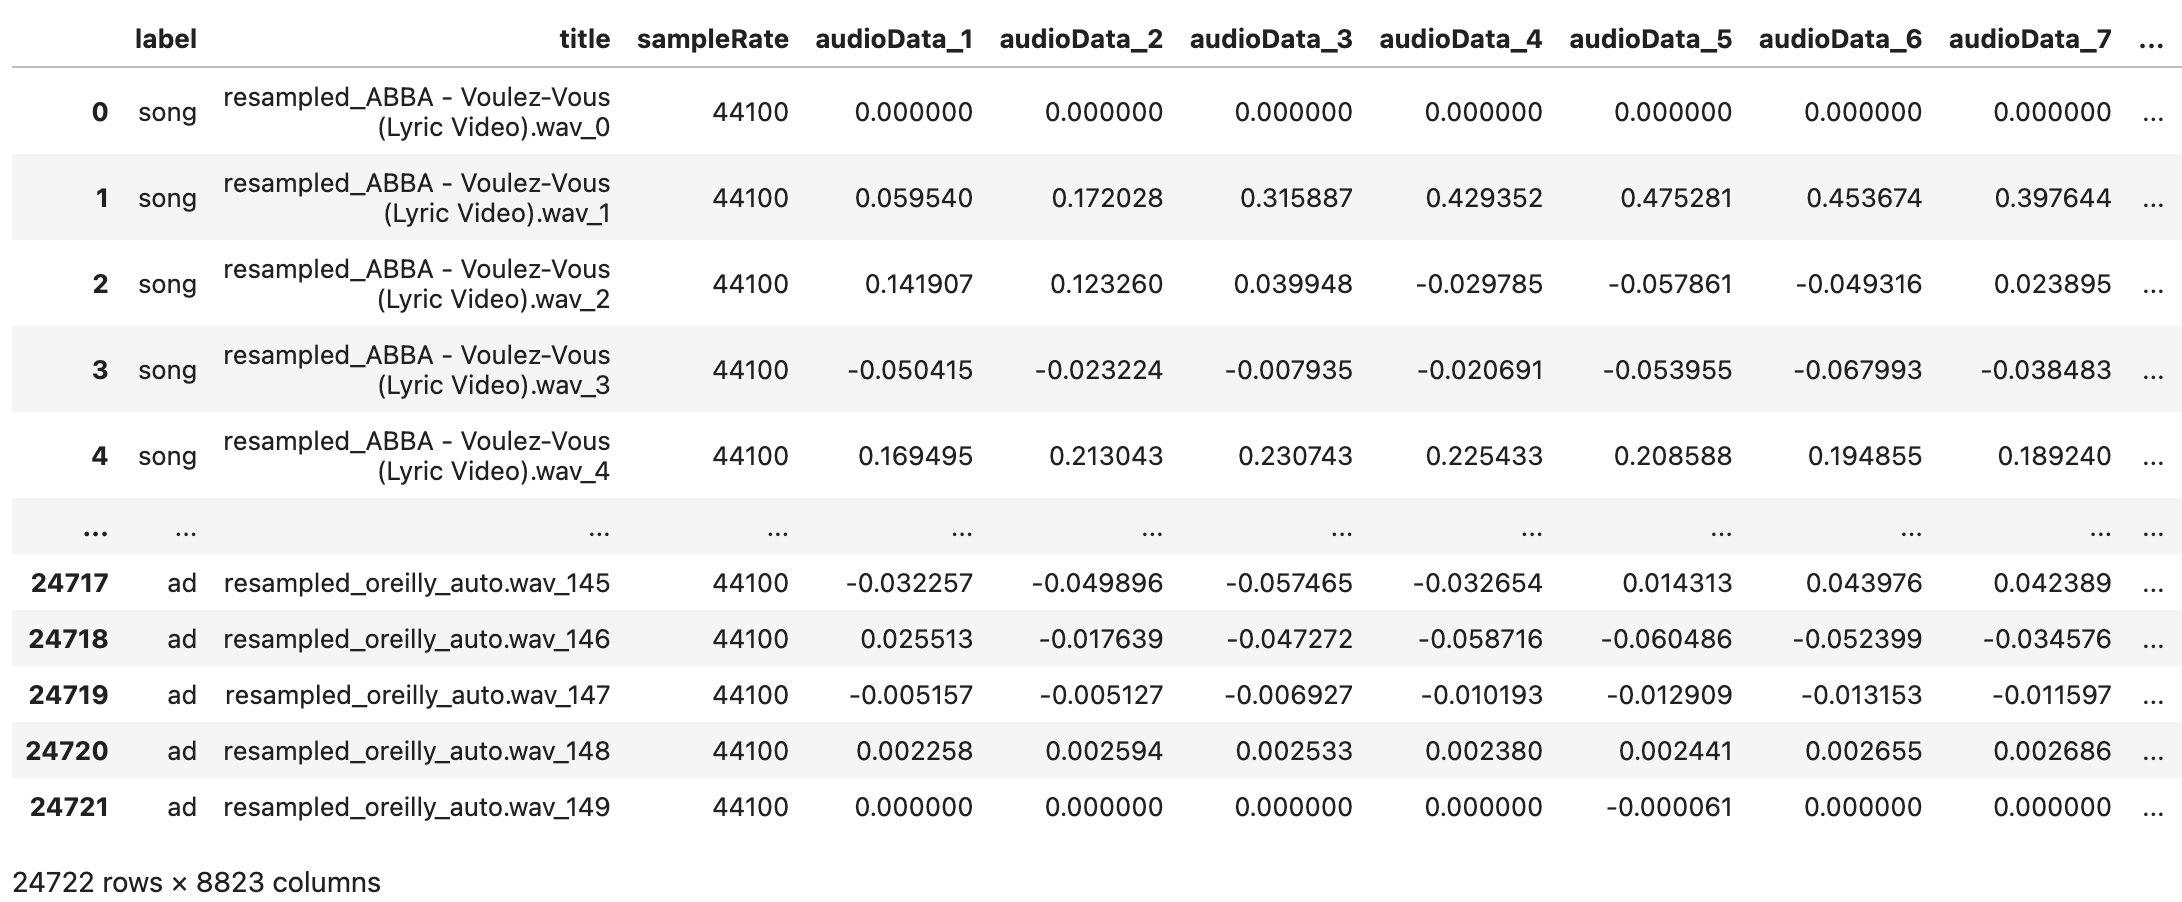 label title sampleRate audioData_1 audioData_2 audioData_3 audioData_4 audioData_5 audioData_6 audioData_7 ...
0 song resampled_ABBA - Voulez-Vous (Lyric Video).wav_0 44100 0.000000 0.000000 0.000000 0.000000 0.000000 0.000000 0.000000 ...
1 song resampled_ABBA - Voulez-Vous (Lyric Video).wav_1 44100 0.059540 0.172028 0.315887 0.429352 0.475281 0.453674 0.397644 ...
2 song resampled_ABBA - Voulez-Vous (Lyric Video).wav_2 44100 0.141907 0.123260 0.039948 -0.029785 -0.057861 -0.049316 0.023895 ...
3 song resampled_ABBA - Voulez-Vous (Lyric Video).wav_3 44100 -0.050415 -0.023224 -0.007935 -0.020691 -0.053955 -0.067993 -0.038483 ...
4 song resampled_ABBA - Voulez-Vous (Lyric Video).wav_4 44100 0.169495 0.213043 0.230743 0.225433 0.208588 0.194855 0.189240 ...
... ... ... ... ... ... ... ... ... ... ... ...
24717 ad resampled_oreilly_auto.wav_145 44100 -0.032257 -0.049896 -0.057465 -0.032654 0.014313 0.043976 0.042389 ...
24718 ad resampled_oreilly_auto.wav_146 44100 0.025513 -0.017639 -0.047272 -0.058716 -0.060486 -0.052399 -0.034576 ...
24719 ad resampled_oreilly_auto.wav_147 44100 -0.005157 -0.005127 -0.006927 -0.010193 -0.012909 -0.013153 -0.011597 ...
24720 ad resampled_oreilly_auto.wav_148 44100 0.002258 0.002594 0.002533 0.002380 0.002441 0.002655 0.002686 ...
24721 ad resampled_oreilly_auto.wav_149 44100 0.000000 0.000000 0.000000 0.000000 -0.000061 0.000000 0.000000 ...
24722 rows × 8823 columns